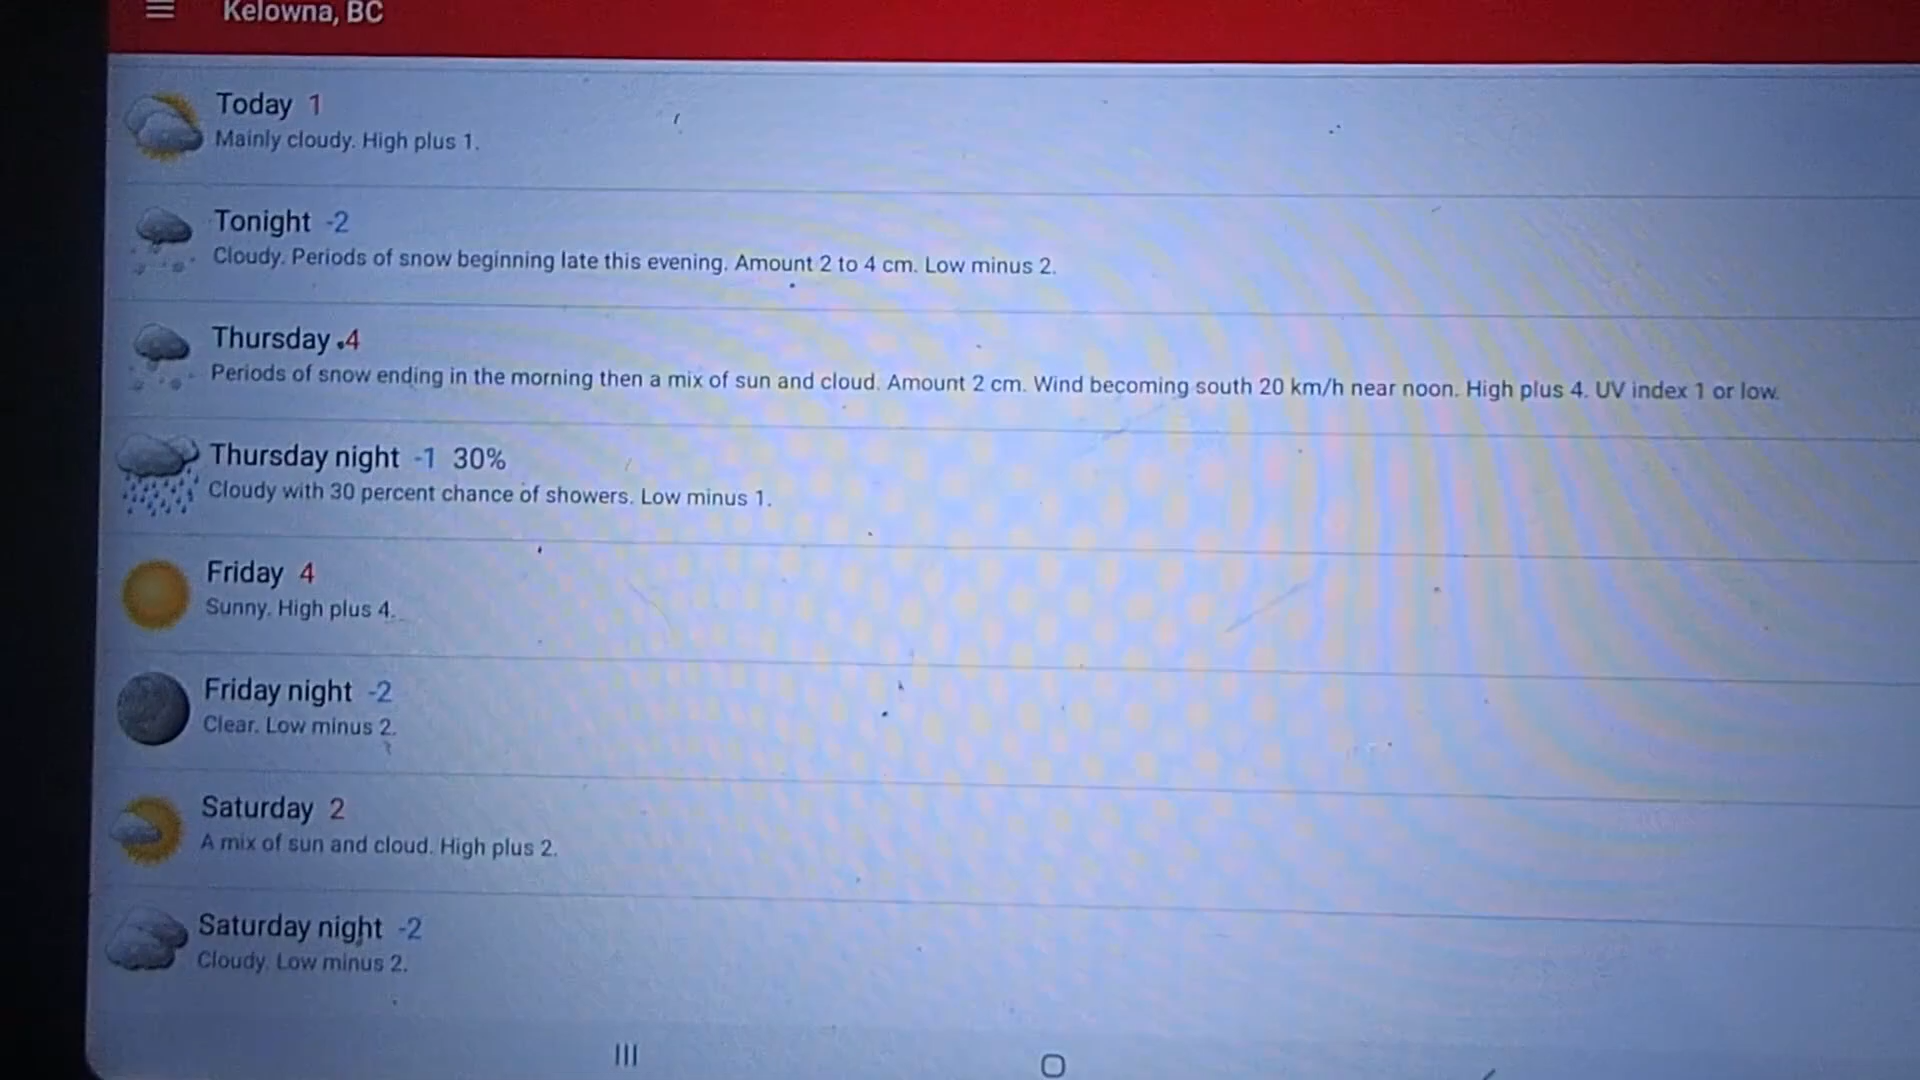 Kelowna, BC
Today 1
Mainly cloudy. High plus 1.
Tonight -2
Cloudy. Periods of snow beginning late this evening. Amount 2 to 4 cm. Low minus 2.
Thursday 4
Periods of snow ending in the morning then a mix of sun and cloud. Amount 2 cm. Wind becoming south 20 km/h near noon. High plus 4. UV index 1 or low.
Thursday night -1 30%
Cloudy with 30 percent chance of showers. Low minus 1.
Friday 4
Sunny. High plus 4.
Friday night -2
Clear. Low minus 2.
Saturday 2
A mix of sun and cloud. High plus 2.
Saturday night -2
Cloudy. Low minus 2.